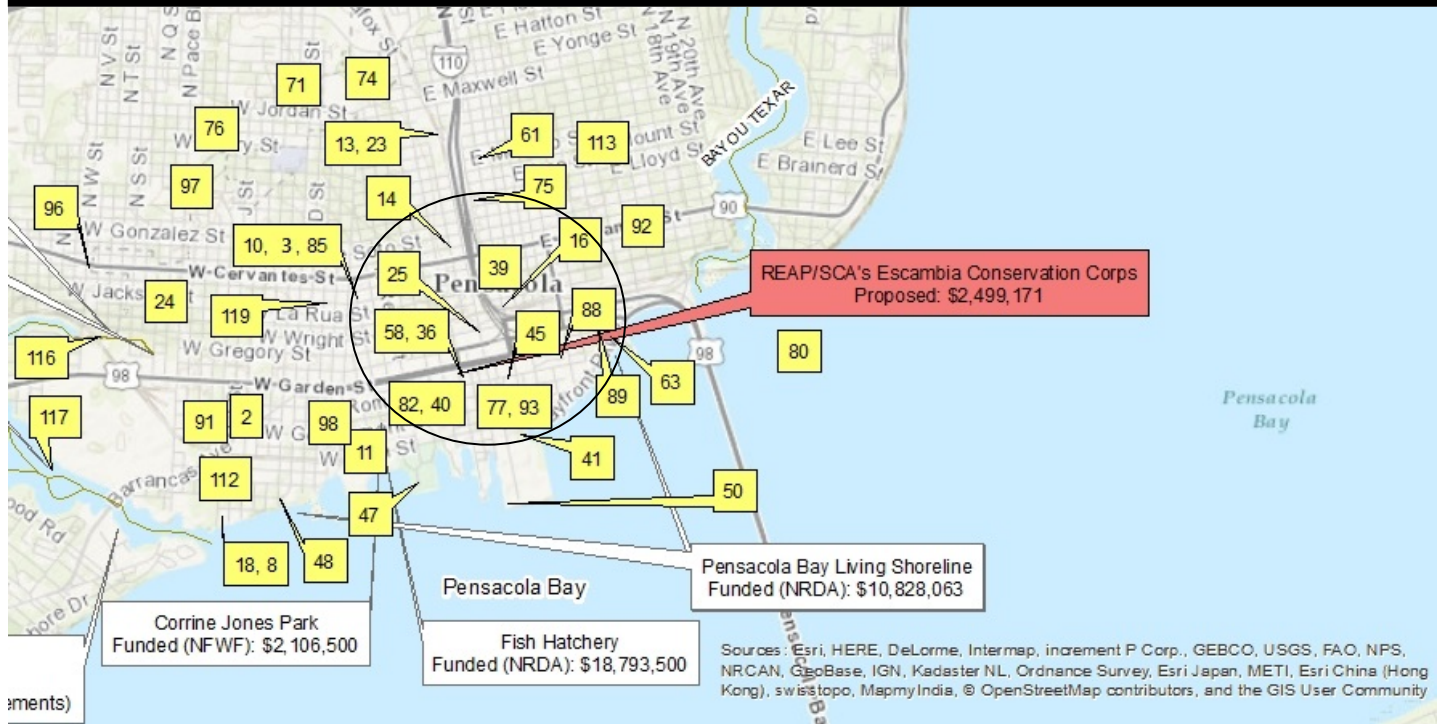 E Hatton St
E Yonge St
N 18th Ave
N 19th Ave
N 20th Ave
110
E Maxwell St
N V St
N T St
N Q S
N Pace B
71
74
W Jordan St
76
13, 23
61
113
E Lloyd St
BAYOU TEXAR
E Lee St
E Brainerd S
N W St
N S St
97
J St
D St
14
75
90
96
W Gonzalez St
10, 3, 85
92
16
39
W Cervantes St
25
Pensacola
REAP/SCA's Escambia Conservation Corps
Proposed: $2,499,171
24
119
La Rua St
W Wright St
58, 36
45
88
W Gregory St
116
98
98
80
63
W Garden S
89
117
91
2
98
82, 40
77, 93
Pensacola
Bay
11
41
Barrancas Ave
112
47
50
18, 8
48
Pensacola Bay
Pensacola Bay Living Shoreline
Funded (NRDA): $10,828,063
Corrine Jones Park
Funded (NFWF): $2,106,500
Fish Hatchery
Funded (NRDA): $18,793,500
ements)
Sources: Esri, HERE, DeLorme, Intermap, increment P Corp., GEBCO, USGS, FAO, NPS,
NRCAN, GeoBase, IGN, Kadaster NL, Ordnance Survey, Esri Japan, METI, Esri China (Hong
Kong), swisstopo, MapmyIndia, © OpenStreetMap contributors, and the GIS User Community